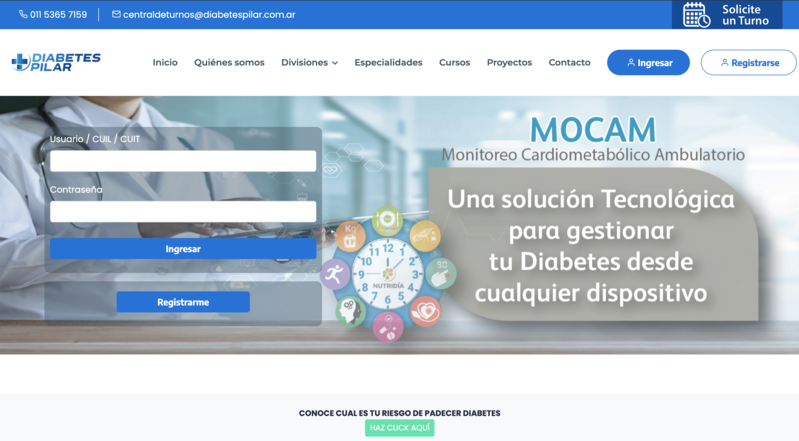 011 5365 7159
centraldeturnos@diabetespilar.com.ar
Solicite
un Turno
DIABETES
PILAR
Inicio
Quiénes somos
Divisiones
Especialidades
Cursos
Proyectos
Contacto
Ingresar
Registrarse
Usuario / CUIL / CUIT
Contraseña
Ingresar
Registrarme
MOCAM
Monitoreo Cardiometabólico Ambulatorio
Una solución Tecnológica
para gestionar
tu Diabetes desde
cualquier dispositivo
Kg
90
12
1
2
3
4
5
6
7
8
9
10
11
NUTRIDÍA
CONOCE CUAL ES TU RIESGO DE PADECER DIABETES
HAZ CLICK AQUÍ